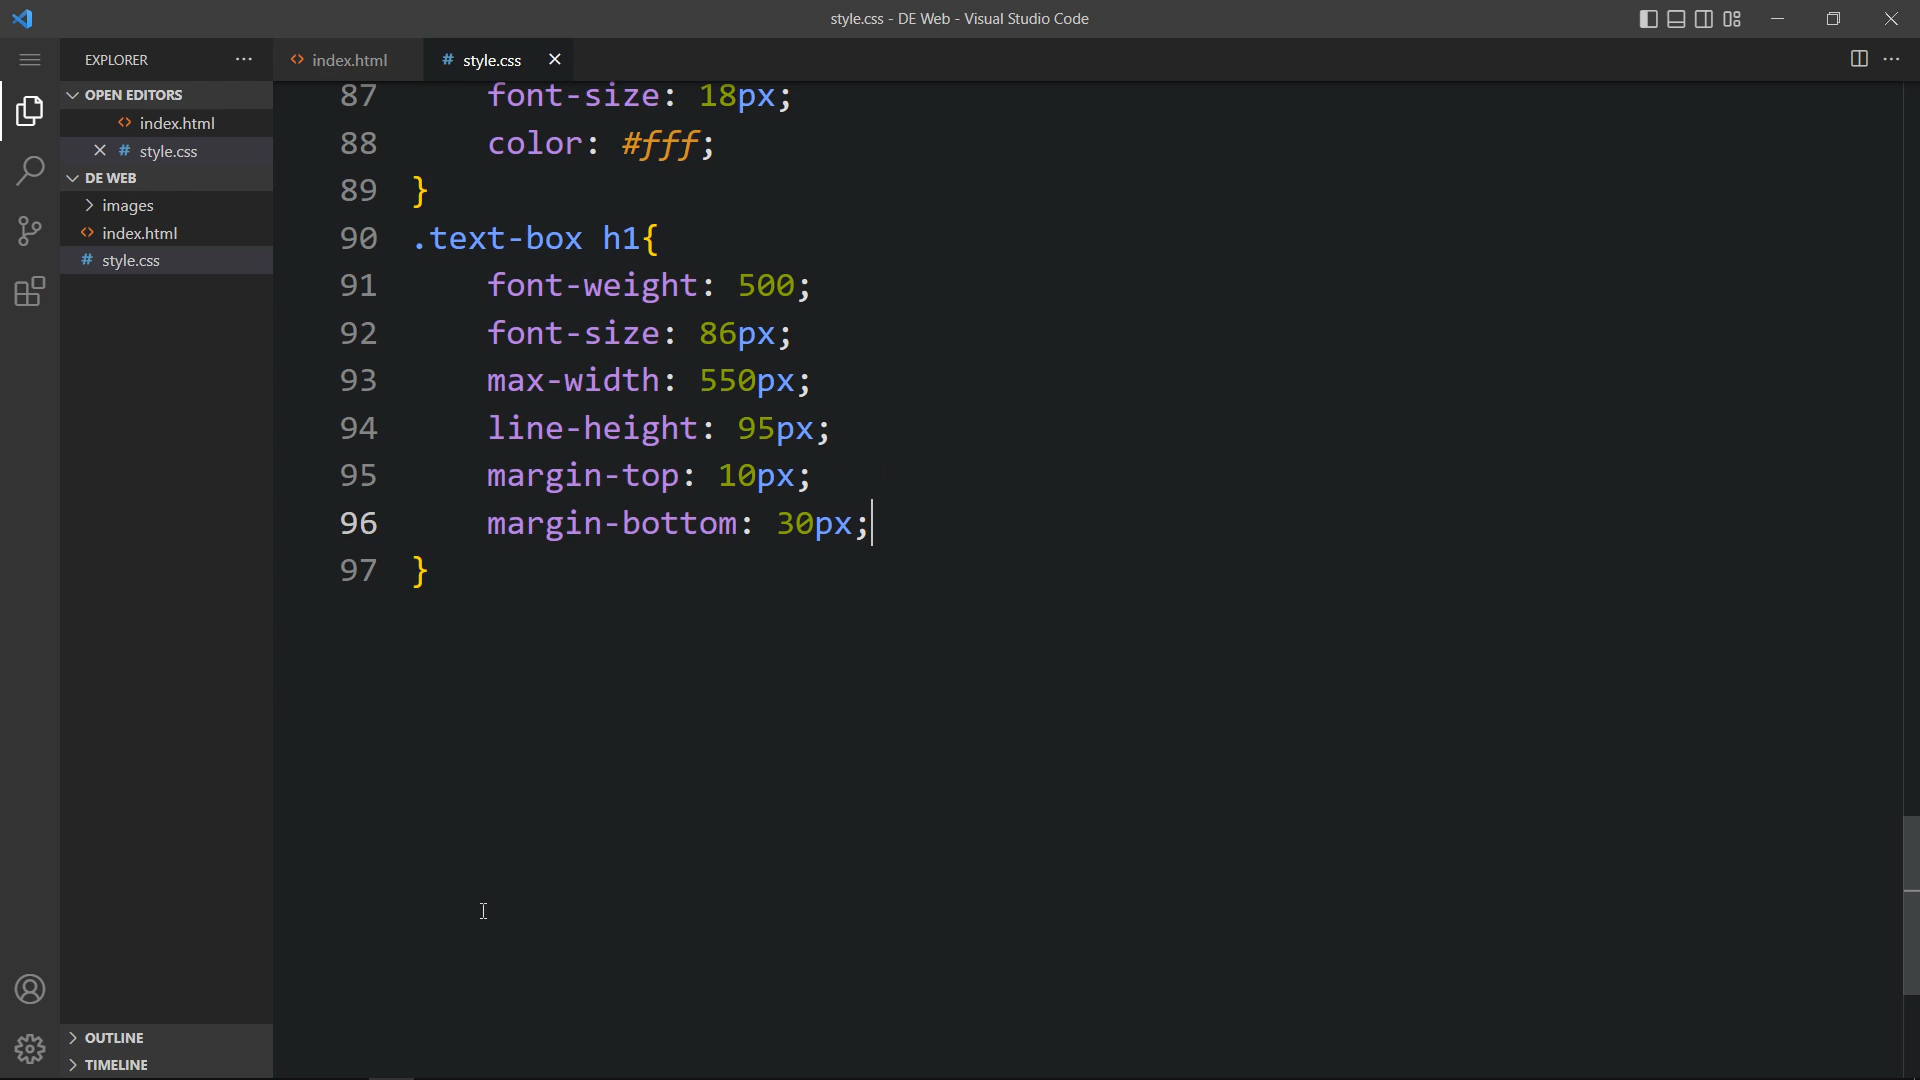 style.css - DE Web - Visual Studio Code
EXPLORER
index.html
# style.css
OPEN EDITORS
index.html
# style.css
DE WEB
images
index.html
# style.css
OUTLINE
TIMELINE
87 font-size: 18px;
88 color: #fff;
89 }
90 .text-box h1{
91 font-weight: 500;
92 font-size: 86px;
93 max-width: 550px;
94 line-height: 95px;
95 margin-top: 10px;
96 margin-bottom: 30px;
97 }